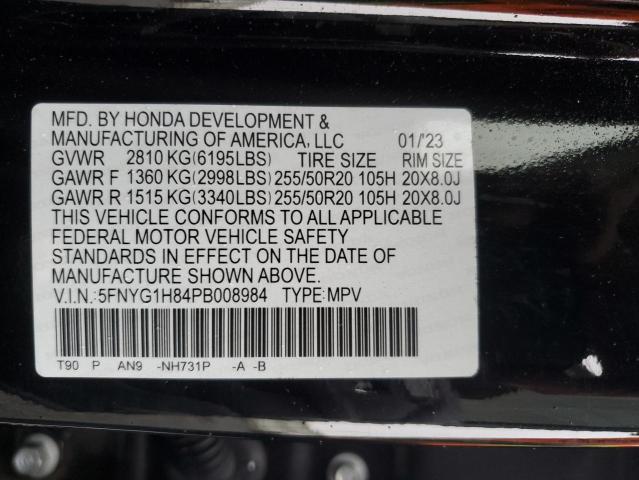 MFD. BY HONDA DEVELOPMENT &
MANUFACTURING OF AMERICA, LLC 01/'23
GVWR 2810 KG(6195LBS) TIRE SIZE RIM SIZE
GAWR F 1360 KG(2998LBS) 255/50R20 105H 20X8.0J
GAWR R 1515 KG(3340LBS) 255/50R20 105H 20X8.0J
THIS VEHICLE CONFORMS TO ALL APPLICABLE
FEDERAL MOTOR VEHICLE SAFETY
STANDARDS IN EFFECT ON THE DATE OF
MANUFACTURE SHOWN ABOVE.
V.I.N.:5FNYG1H84PB008984 TYPE:MPV
T90 P AN9 -NH731P -A -B